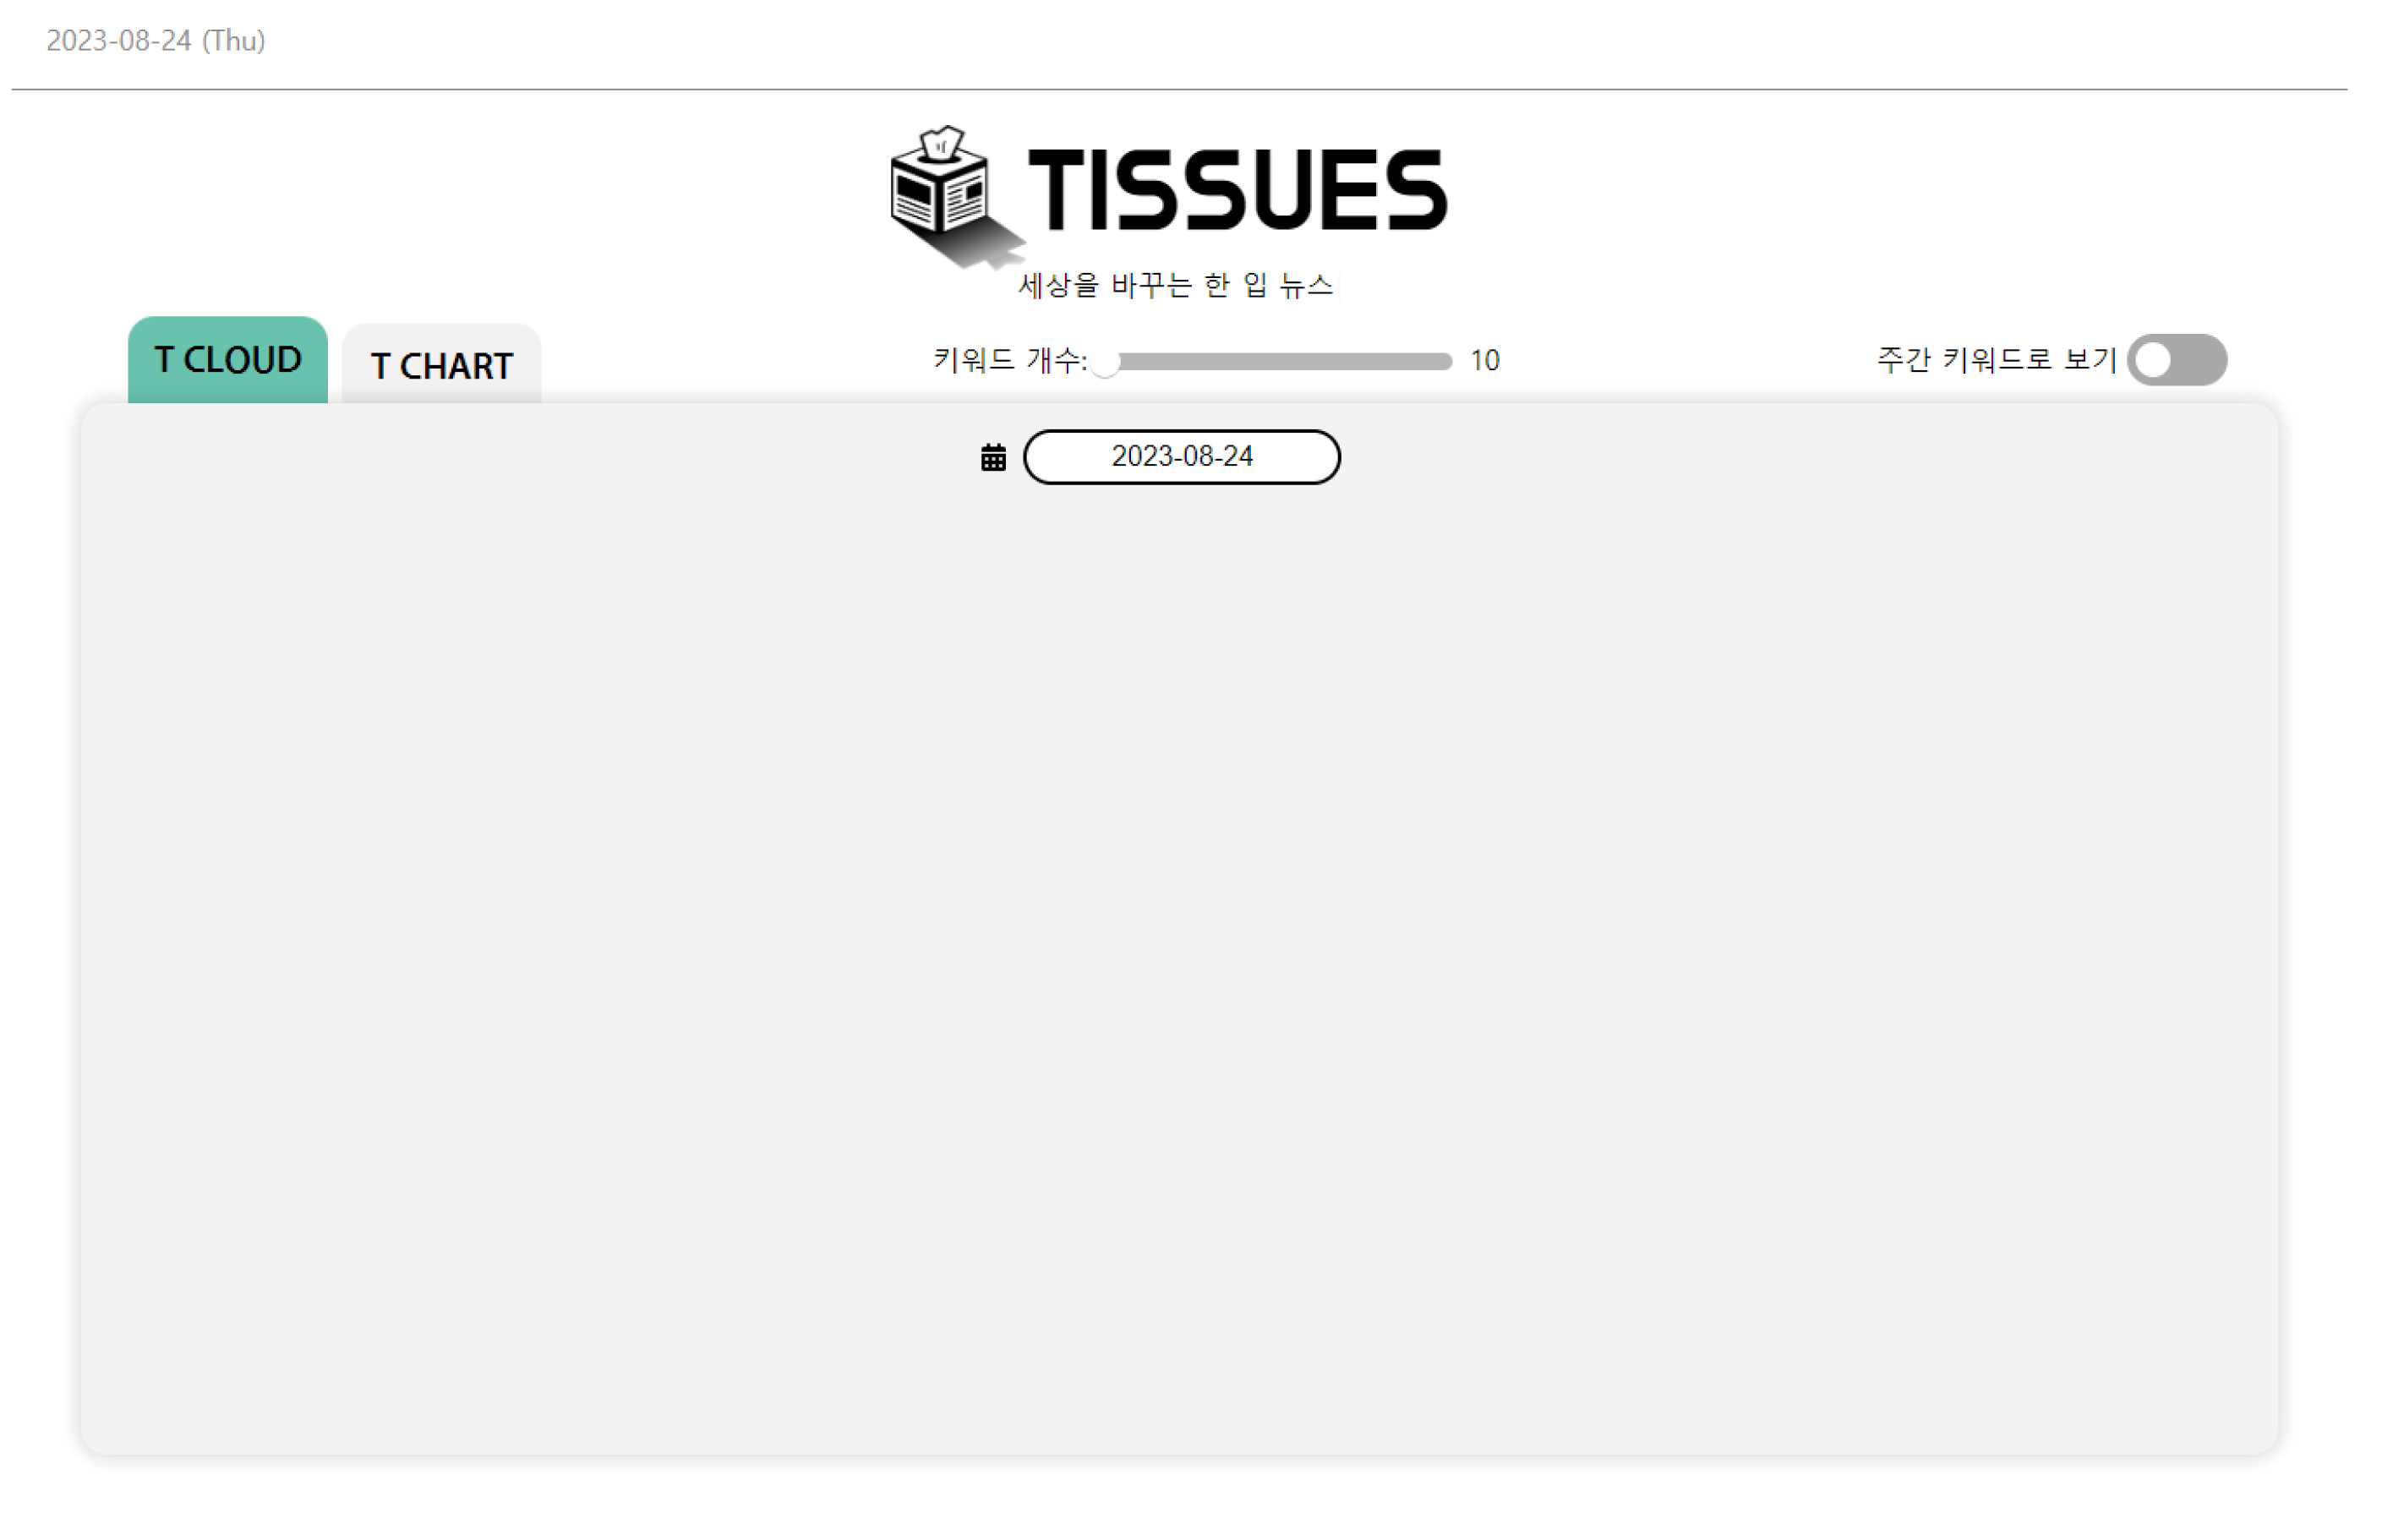 2023-08-24 (Thu)
TISSUES
세상을 바꾸는 한 입 뉴스
T CLOUD
T CHART
키워드 개수: 10
주간 키워드로 보기
2023-08-24